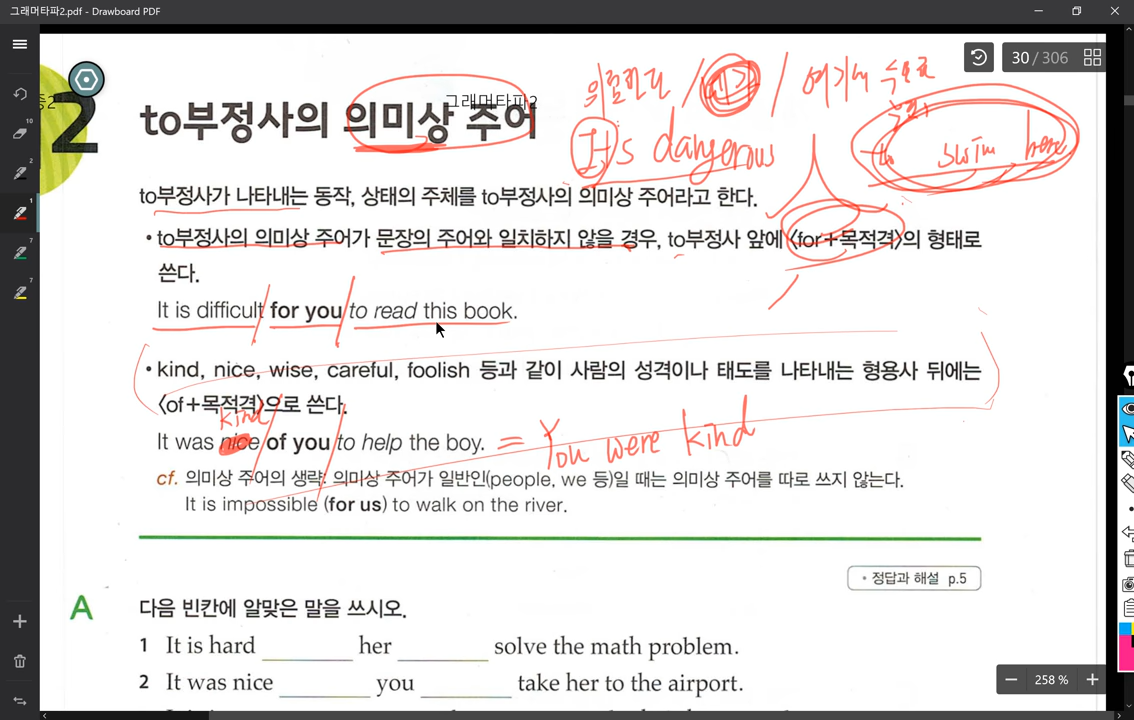 그래머타파2.pdf - Drawboard PDF
30 / 306
그래머타파2
의료진단 / / 여기서 수영
It is dangerous to swim here
2 to부정사의 의미상 주어
to부정사가 나타내는 동작, 상태의 주체를 to부정사의 의미상 주어라고 한다.
• to부정사의 의미상 주어가 문장의 주어와 일치하지 않을 경우, to부정사 앞에 〈for+목적격〉의 형태로
쓴다.
It is difficult for you to read this book.
• kind, nice, wise, careful, foolish 등과 같이 사람의 성격이나 태도를 나타내는 형용사 뒤에는
〈of+목적격〉으로 쓴다.
kind
It was nice of you to help the boy. = You were kind
cf. 의미상 주어의 생략: 의미상 주어가 일반인(people, we 등)일 때는 의미상 주어를 따로 쓰지 않는다.
It is impossible (for us) to walk on the river.
• 정답과 해설 p.5
A 다음 빈칸에 알맞은 말을 쓰시오.
1 It is hard ________ her ________ solve the math problem.
2 It was nice ________ you ________ take her to the airport.
258 %